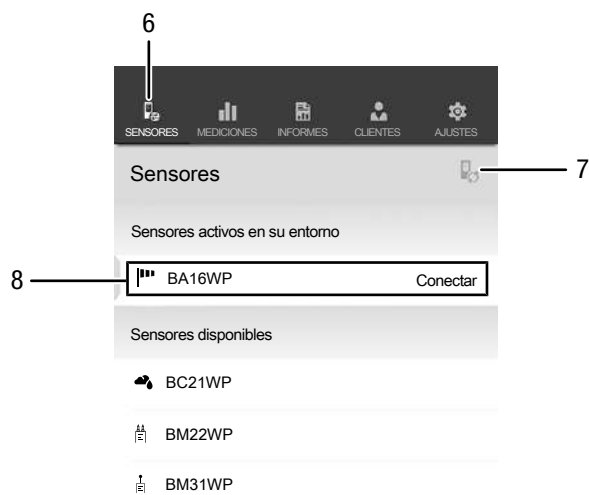 6
SENSORES MEDICIONES INFORMES CLIENTES AJUSTES
Sensores 7
Sensores activos en su entorno
8 BA16WP Conectar
Sensores disponibles
BC21WP
BM22WP
BM31WP